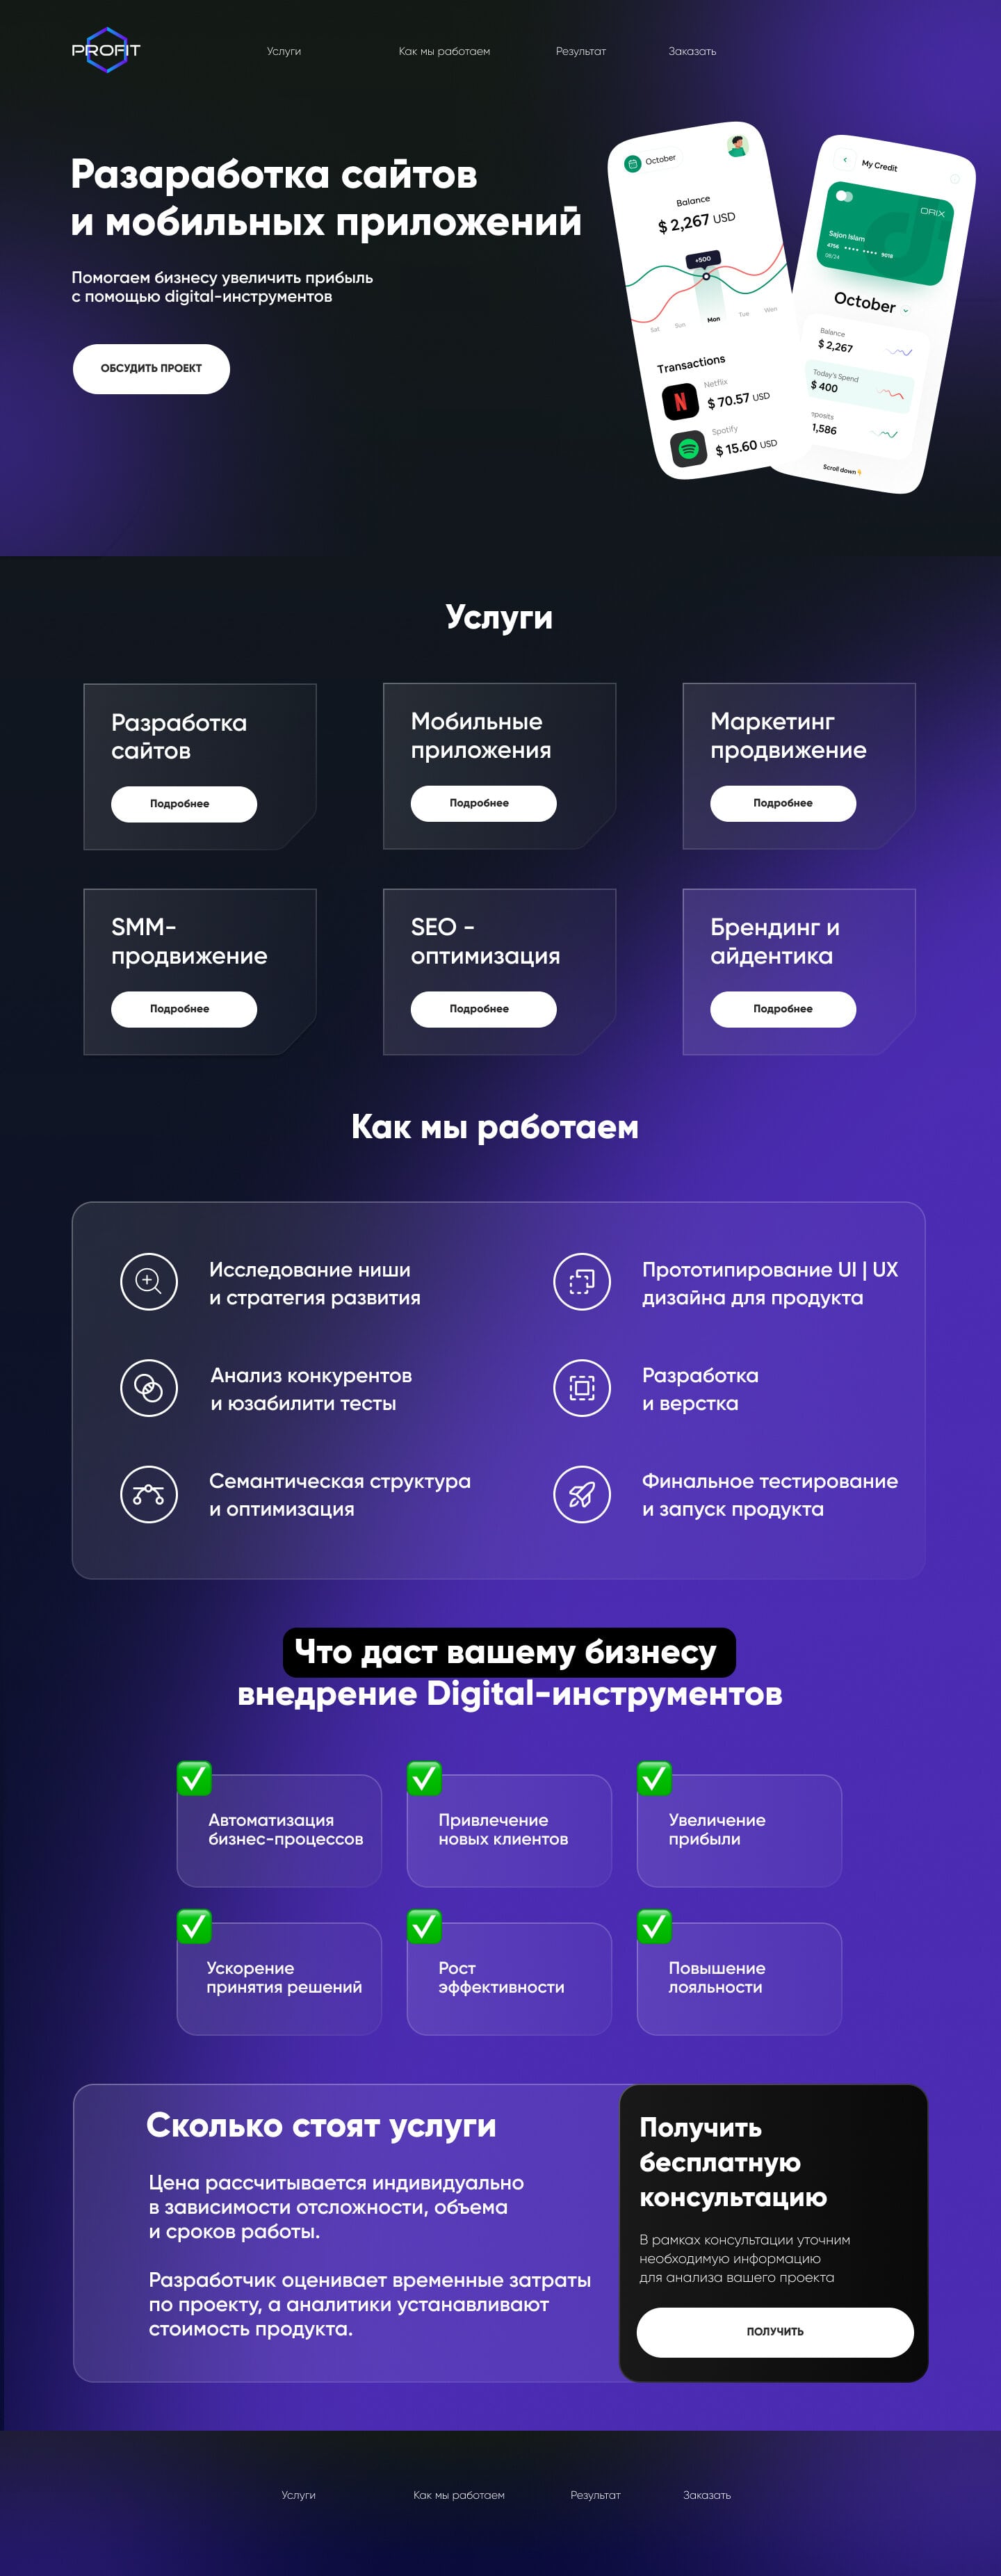 PROFIT
Услуги
Как мы работаем
Результат
Заказать
Разаработка сайтов
и мобильных приложений
Помогаем бизнесу увеличить прибыль
с помощью digital-инструментов
ОБСУДИТЬ ПРОЕКТ
October
Balance
$ 2,267 USD
+500
Sat
Sun
Mon
Tue
Wen
Transactions
Netflix
$ 70.57 USD
Spotify
$ 15.60 USD
My Credit
ORIX
Sajon Islam
4756 •••• •••• 9018
08/24
October
Balance
$ 2,267
Today's Spend
$ 400
posits
1,586
Scroll down👇
Услуги
Разработка
сайтов
Подробнее
Мобильные
приложения
Подробнее
Маркетинг
продвижение
Подробнее
SMM-
продвижение
Подробнее
SEO -
оптимизация
Подробнее
Брендинг и
айдентика
Подробнее
Как мы работаем
Исследование ниши
и стратегия развития
Прототипирование UI | UX
дизайна для продукта
Анализ конкурентов
и юзабилити тесты
Разработка
и верстка
Семантическая структура
и оптимизация
Финальное тестирование
и запуск продукта
Что даст вашему бизнесу
внедрение Digital-инструментов
Автоматизация
бизнес-процессов
Привлечение
новых клиентов
Увеличение
прибыли
Ускорение
принятия решений
Рост
эффективности
Повышение
лояльности
Сколько стоят услуги
Цена рассчитывается индивидуально
в зависимости отсложности, объема
и сроков работы.
Разработчик оценивает временные затраты
по проекту, а аналитики устанавливают
стоимость продукта.
Получить
бесплатную
консультацию
В рамках консультации уточним
необходимую информацию
для анализа вашего проекта
ПОЛУЧИТЬ
Услуги
Как мы работаем
Результат
Заказать